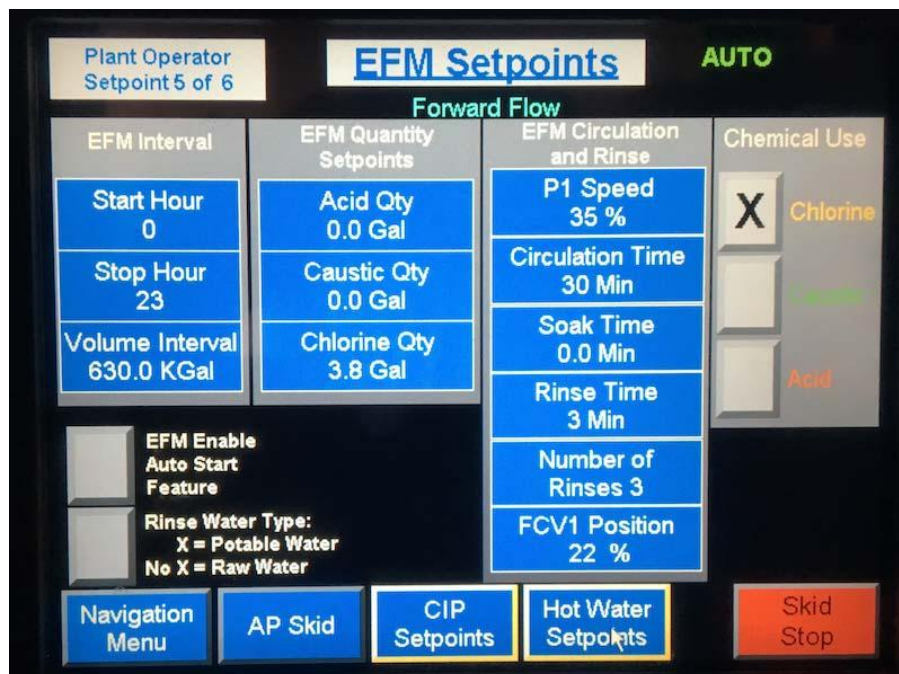 Plant Operator
Setpoint 5 of 6
EFM Setpoints
AUTO
Forward Flow
EFM Interval
Start Hour
0
Stop Hour
23
Volume Interval
630.0 KGal
EFM Quantity
Setpoints
Acid Qty
0.0 Gal
Caustic Qty
0.0 Gal
Chlorine Qty
3.8 Gal
EFM Circulation
and Rinse
P1 Speed
35 %
Circulation Time
30 Min
Soak Time
0.0 Min
Rinse Time
3 Min
Number of
Rinses 3
FCV1 Position
22 %
Chemical Use
X Chlorine
Caustic
Acid
EFM Enable
Auto Start
Feature
Rinse Water Type:
X = Potable Water
No X = Raw Water
Navigation
Menu
AP Skid
CIP
Setpoints
Hot Water
Setpoints
Skid
Stop